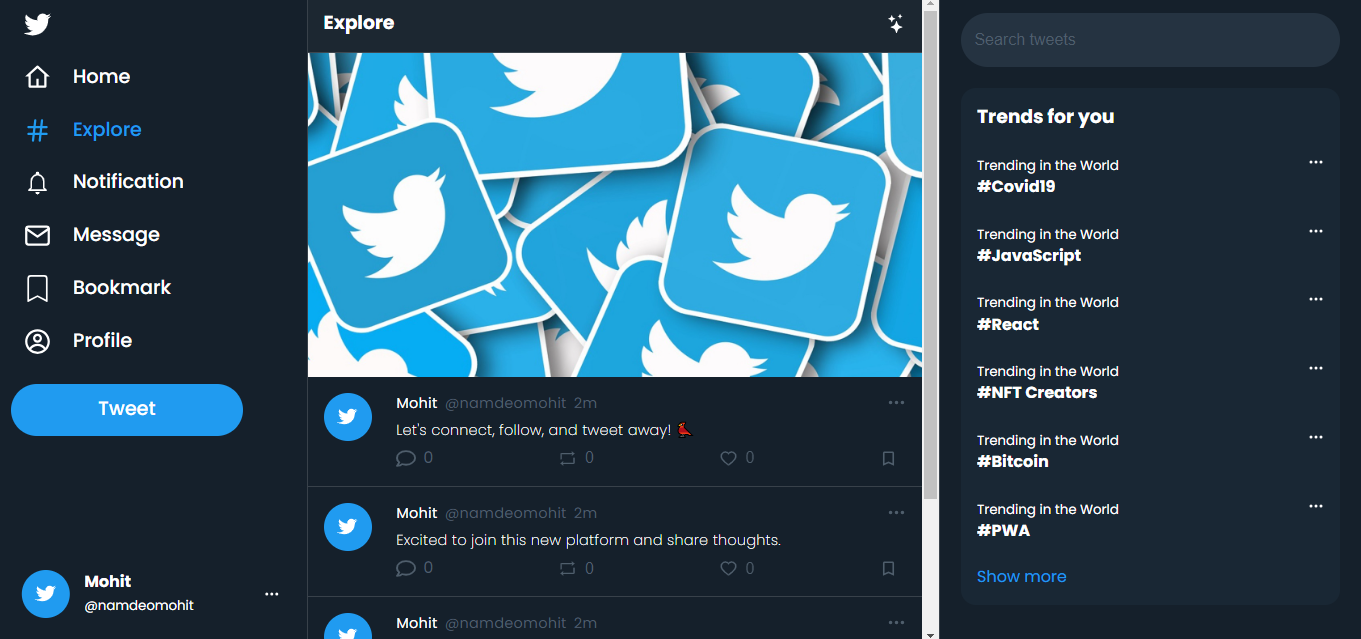 Home
Explore
Notification
Message
Bookmark
Profile
Tweet
Mohit
@namdeomohit
Explore
Mohit @namdeomohit 2m
Let's connect, follow, and tweet away!
0 0 0
Mohit @namdeomohit 2m
Excited to join this new platform and share thoughts.
0 0 0
Mohit @namdeomohit 2m
Search tweets
Trends for you
Trending in the World
#Covid19
Trending in the World
#JavaScript
Trending in the World
#React
Trending in the World
#NFT Creators
Trending in the World
#Bitcoin
Trending in the World
#PWA
Show more